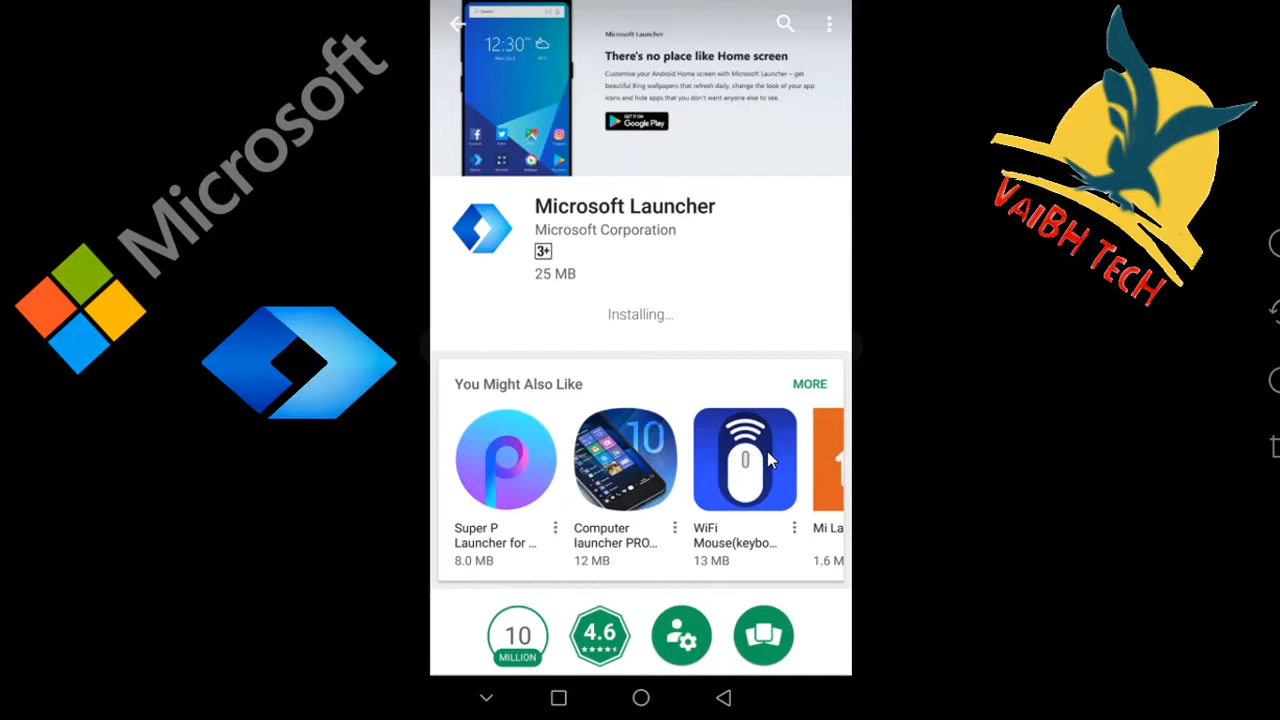 Microsoft
VAIBH TECH
Search
12:30
Microsoft Launcher
There's no place like Home screen
Customise your Android Home screen with Microsoft Launcher – get
beautiful Bing wallpapers that refresh daily, change the look of your app
icons and hide apps that you don't want anyone else to see.
GET IT ON
Google Play
Microsoft Launcher
Microsoft Corporation
3+
25 MB
Installing...
You Might Also Like
MORE
10
Super P
Launcher for ...
8.0 MB
Computer
launcher PRO...
12 MB
WiFi
Mouse(keybo...
13 MB
Mi La
1.6 M
10
MILLION
4.6